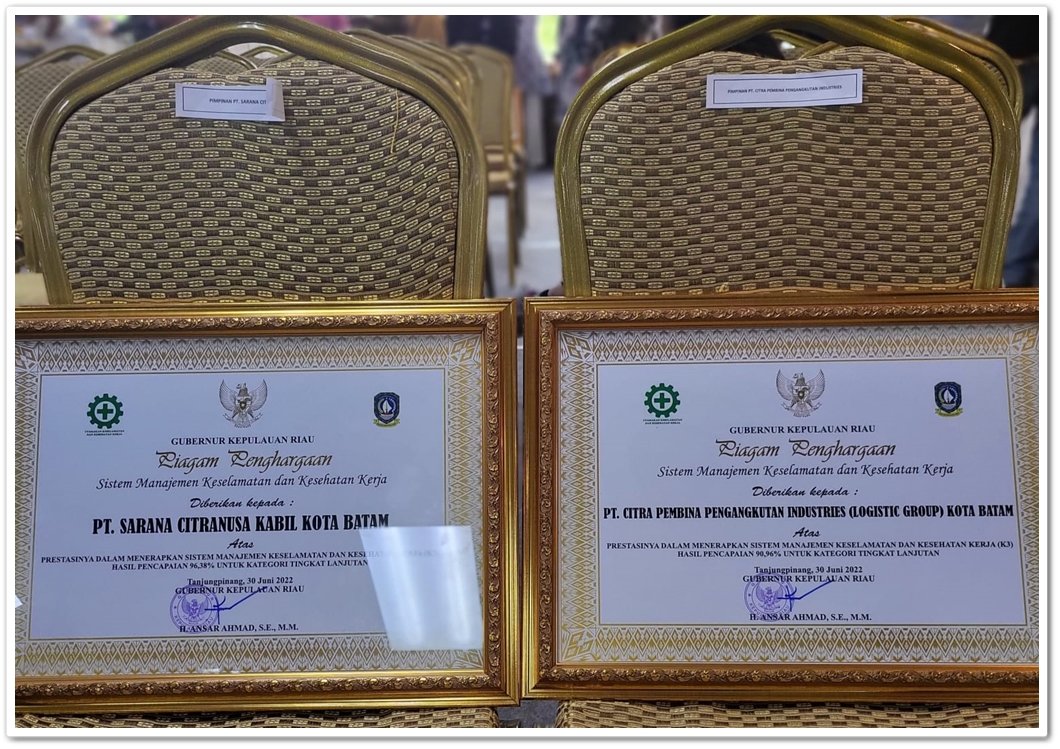 PIMPINAN PT. SARANA CIT
GUBERNUR KEPULAUAN RIAU
Piagam Penghargaan
Sistem Manajemen Keselamatan dan Kesehatan Kerja
Diberikan kepada :
PT. SARANA CITRANUSA KABIL KOTA BATAM
Atas
PRESTASINYA DALAM MENERAPKAN SISTEM MANAJEMEN KESELAMATAN DAN
HASIL PENCAPAIAN 96,38% UNTUK KATEGORI TINGKAT LANJUTAN
Tanjungpinang, 30 Juni 2022
GUBERNUR KEPULAUAN RIAU
H. ANSAR AHMAD, S.E., M.M.
PIMPINAN PT. CITRA PEMBINA PENGANGKUTAN INDUSTRIES
GUBERNUR KEPULAUAN RIAU
Piagam Penghargaan
Sistem Manajemen Keselamatan dan Kesehatan Kerja
Diberikan kepada :
PT. CITRA PEMBINA PENGANGKUTAN INDUSTRIES (LOGISTIC GROUP) KOTA BATAM
Atas
PRESTASINYA DALAM MENERAPKAN SISTEM MANAJEMEN KESELAMATAN DAN KESEHATAN KERJA (K3)
HASIL PENCAPAIAN 90,96% UNTUK KATEGORI TINGKAT LANJUTAN
Tanjungpinang, 30 Juni 2022
GUBERNUR KEPULAUAN RIAU
H. ANSAR AHMAD, S.E., M.M.